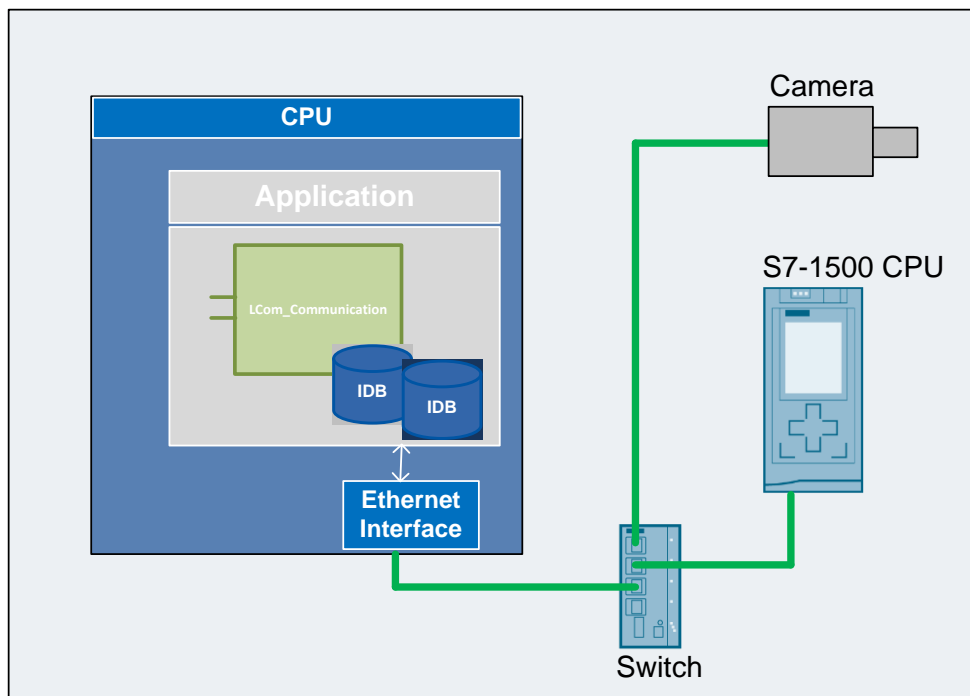 CPU
Application
LCom_Communication
IDB
IDB
Ethernet
Interface
Camera
S7-1500 CPU
Switch